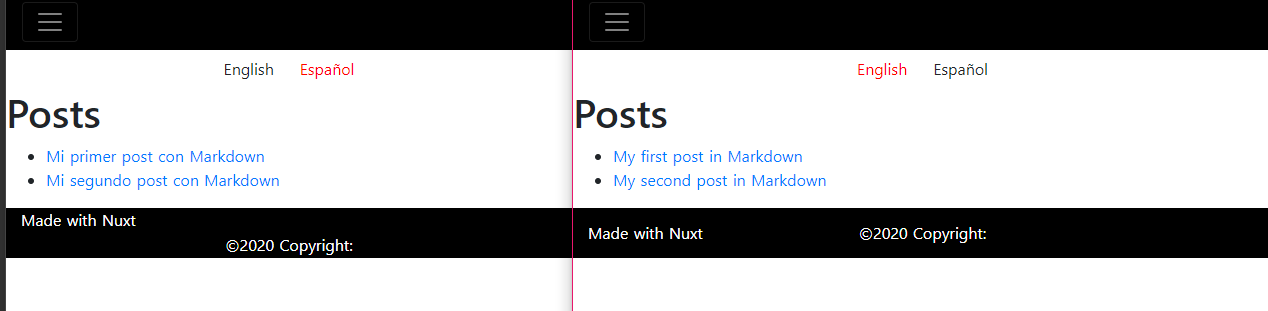 English Español
Posts
Mi primer post con Markdown
Mi segundo post con Markdown
Made with Nuxt
©2020 Copyright:
English Español
Posts
My first post in Markdown
My second post in Markdown
Made with Nuxt ©2020 Copyright: